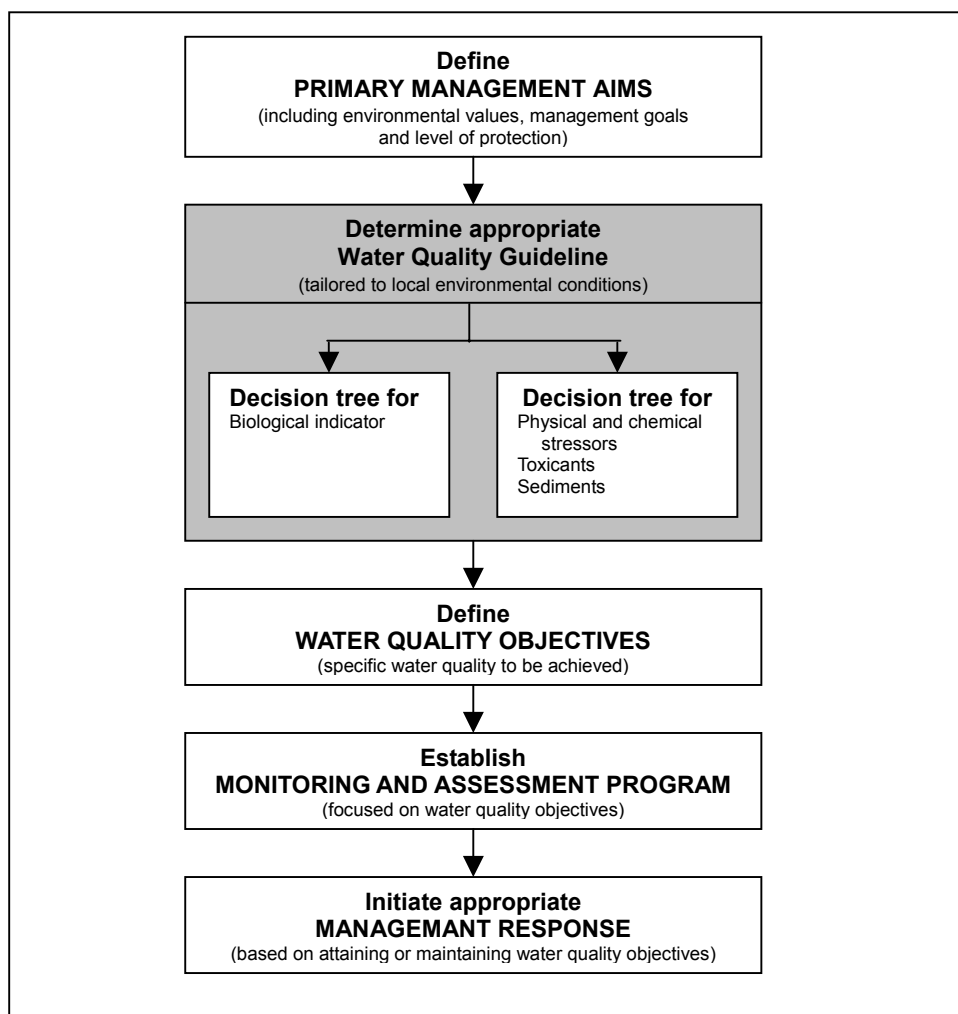 Define
PRIMARY MANAGEMENT AIMS
(including environmental values, management goals
and level of protection)
Determine appropriate
Water Quality Guideline
(tailored to local environmental conditions)
Decision tree for
Biological indicator
Decision tree for
Physical and chemical
stressors
Toxicants
Sediments
Define
WATER QUALITY OBJECTIVES
(specific water quality to be achieved)
Establish
MONITORING AND ASSESSMENT PROGRAM
(focused on water quality objectives)
Initiate appropriate
MANAGEMANT RESPONSE
(based on attaining or maintaining water quality objectives)